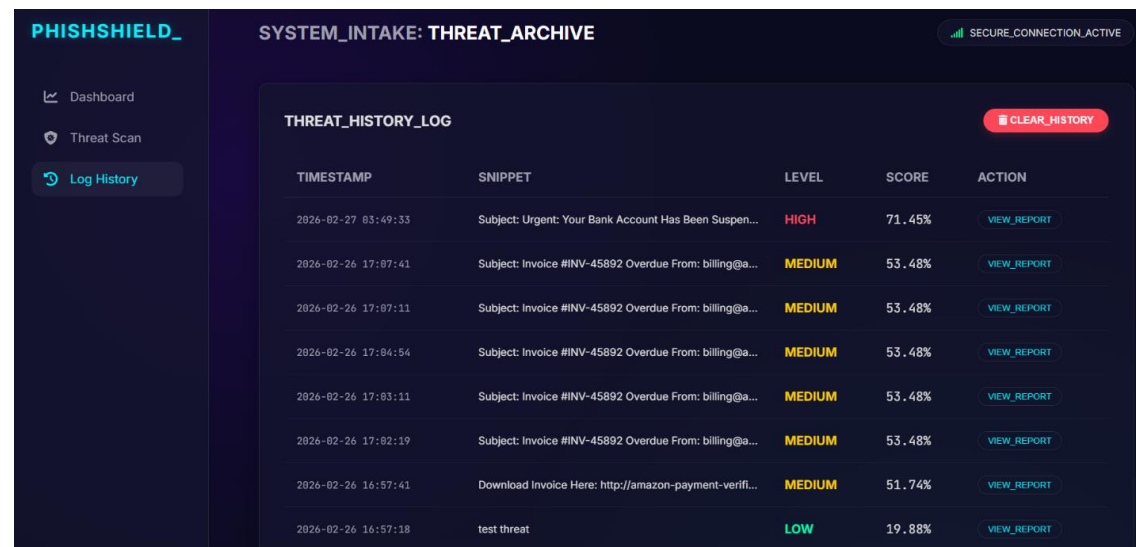 PHISHSHIELD_
SYSTEM_INTAKE: THREAT_ARCHIVE
SECURE_CONNECTION_ACTIVE
Dashboard
Threat Scan
Log History
THREAT_HISTORY_LOG
CLEAR_HISTORY
TIMESTAMP SNIPPET LEVEL SCORE ACTION
2026-02-27 03:49:33 Subject: Urgent: Your Bank Account Has Been Suspen... HIGH 71.45% VIEW_REPORT
2026-02-26 17:07:41 Subject: Invoice #INV-45892 Overdue From: billing@a... MEDIUM 53.48% VIEW_REPORT
2026-02-26 17:07:11 Subject: Invoice #INV-45892 Overdue From: billing@a... MEDIUM 53.48% VIEW_REPORT
2026-02-26 17:04:54 Subject: Invoice #INV-45892 Overdue From: billing@a... MEDIUM 53.48% VIEW_REPORT
2026-02-26 17:03:11 Subject: Invoice #INV-45892 Overdue From: billing@a... MEDIUM 53.48% VIEW_REPORT
2026-02-26 17:02:19 Subject: Invoice #INV-45892 Overdue From: billing@a... MEDIUM 53.48% VIEW_REPORT
2026-02-26 16:57:41 Download Invoice Here: http://amazon-payment-verifi... MEDIUM 51.74% VIEW_REPORT
2026-02-26 16:57:18 test threat LOW 19.88% VIEW_REPORT